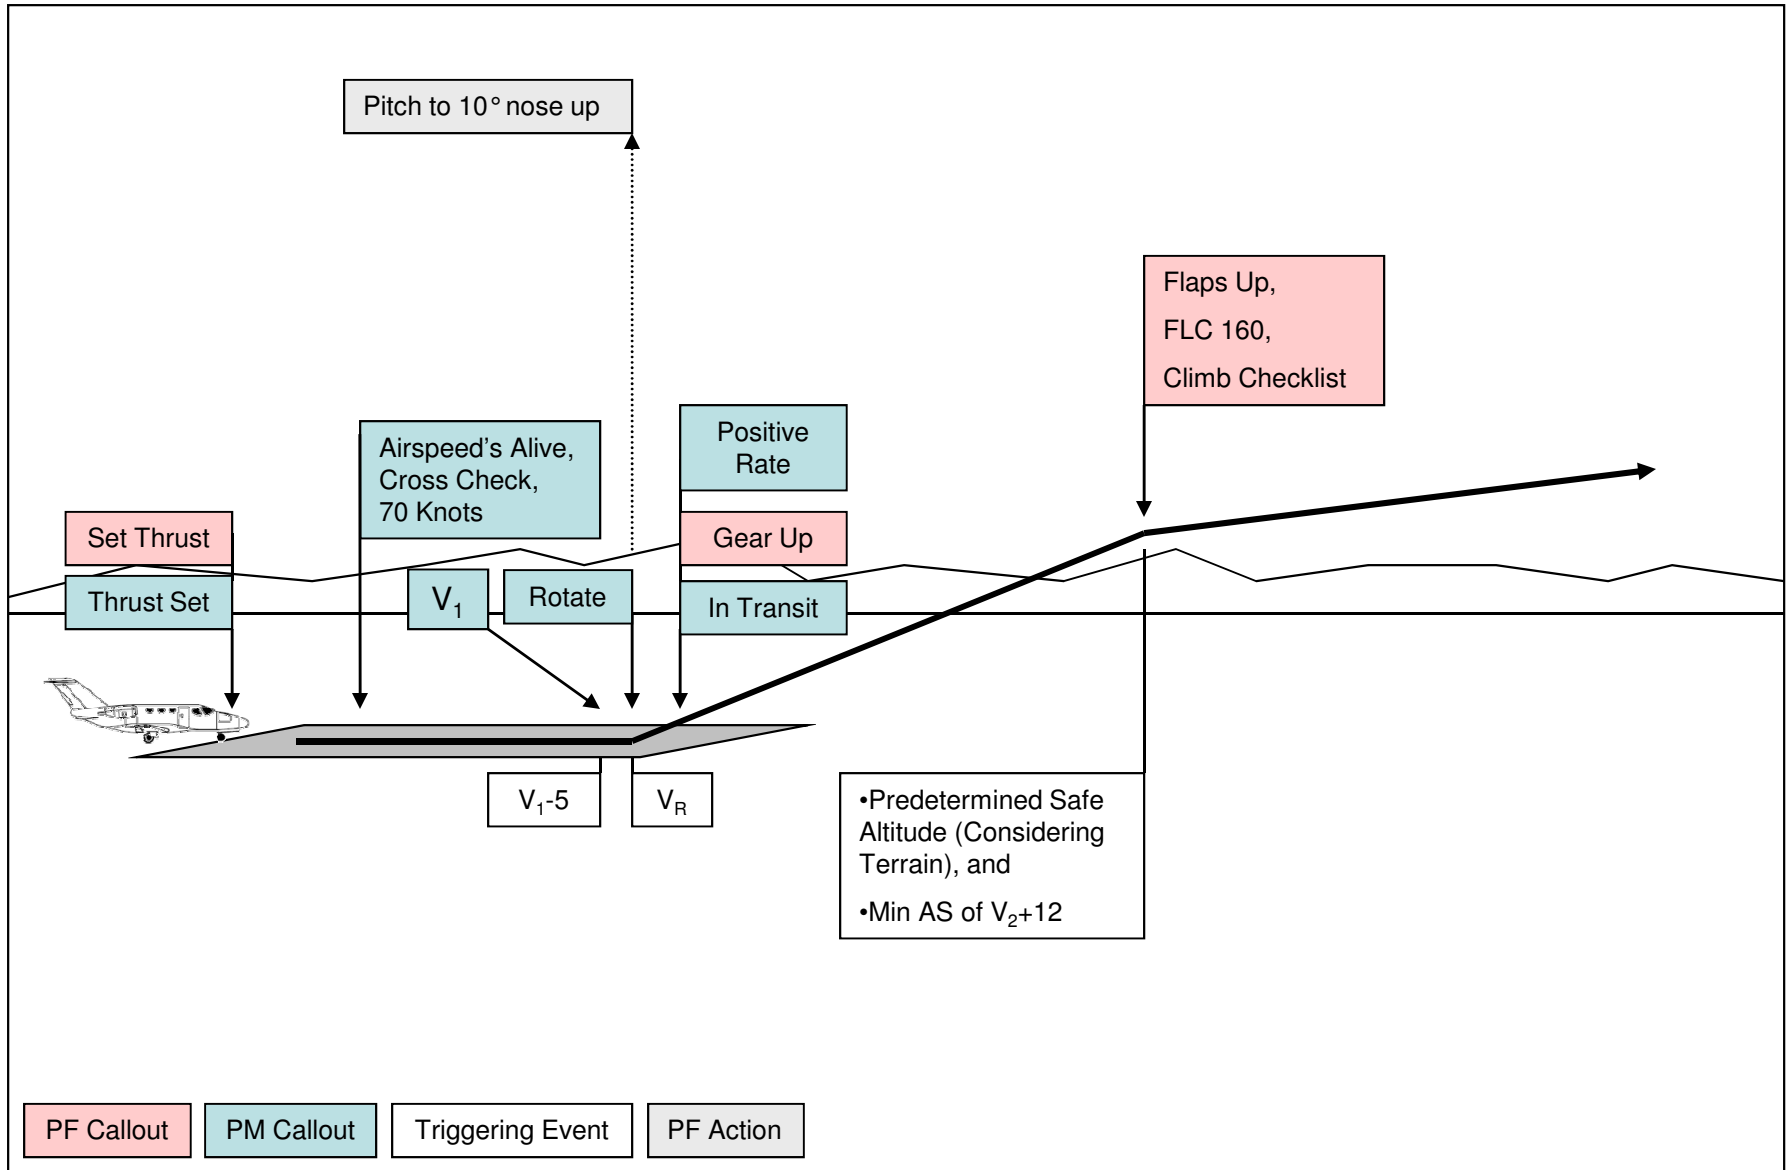 Pitch to 10° nose up
Flaps Up,
FLC 160,
Climb Checklist
Positive
Rate
Airspeed's Alive,
Cross Check,
70 Knots
Set Thrust
Gear Up
Thrust Set
V1
Rotate
In Transit
V1-5
VR
•Predetermined Safe
Altitude (Considering
Terrain), and
•Min AS of V2+12
PF Callout
PM Callout
Triggering Event
PF Action